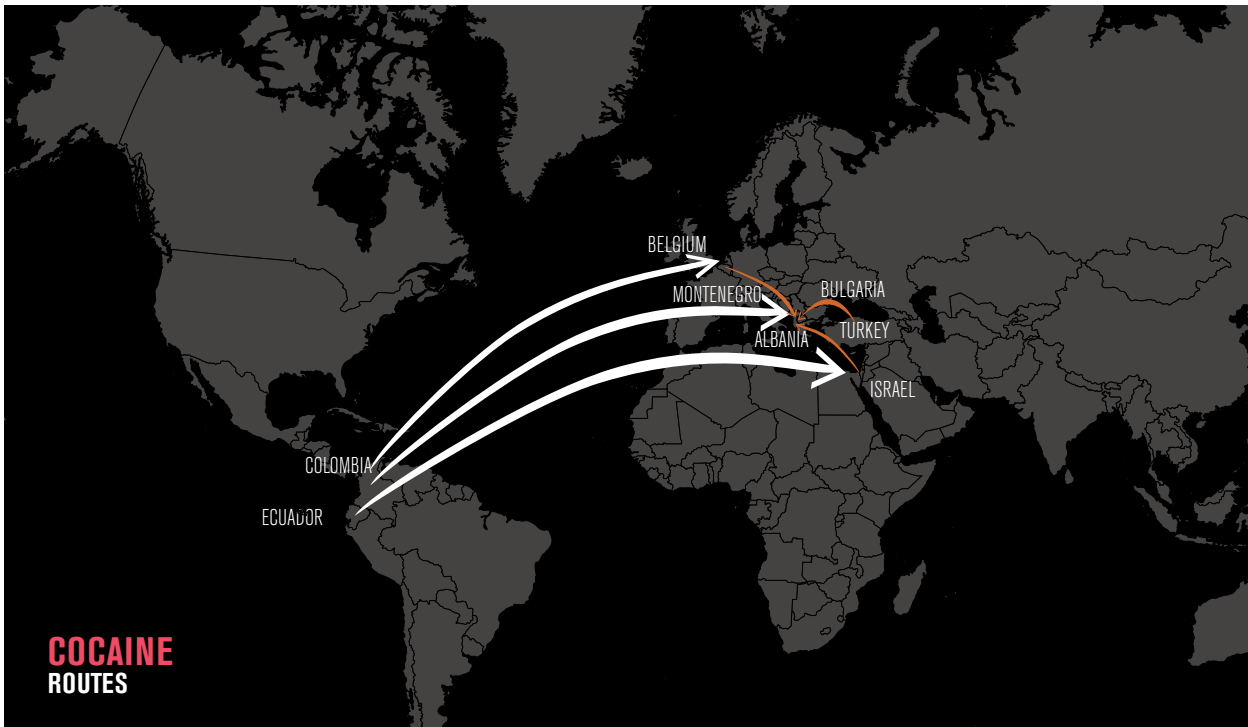 BELGIUM
MONTENEGRO
BULGARIA
ALBANIA
TURKEY
ISRAEL
COLOMBIA
ECUADOR
COCAINE
ROUTES